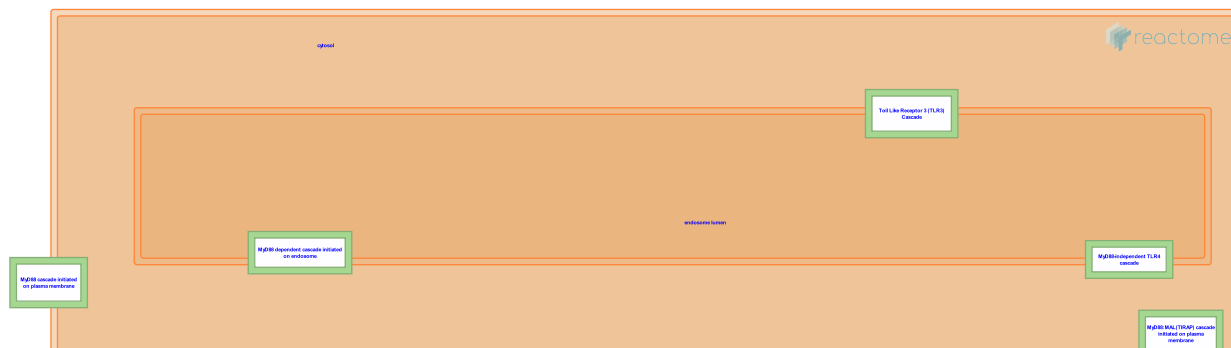 cytosol
reactome
Toll Like Receptor 3 (TLR3)
Cascade
endosome lumen
MyD88 dependent cascade initiated
on endosome
MyD88-independent TLR4
cascade
MyD88 cascade initiated
on plasma membrane
MyD88:MAL(TIRAP) cascade
initiated on plasma
membrane